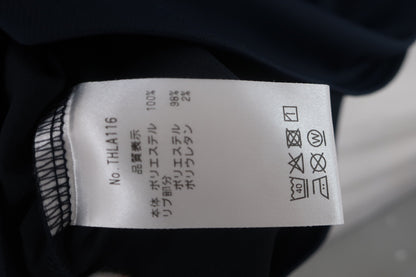 No. THLA116
品質表示
本体 ポリエステル 100%
リブ部分
ポリエステル 98%
ポリウレタン 2%
40
W